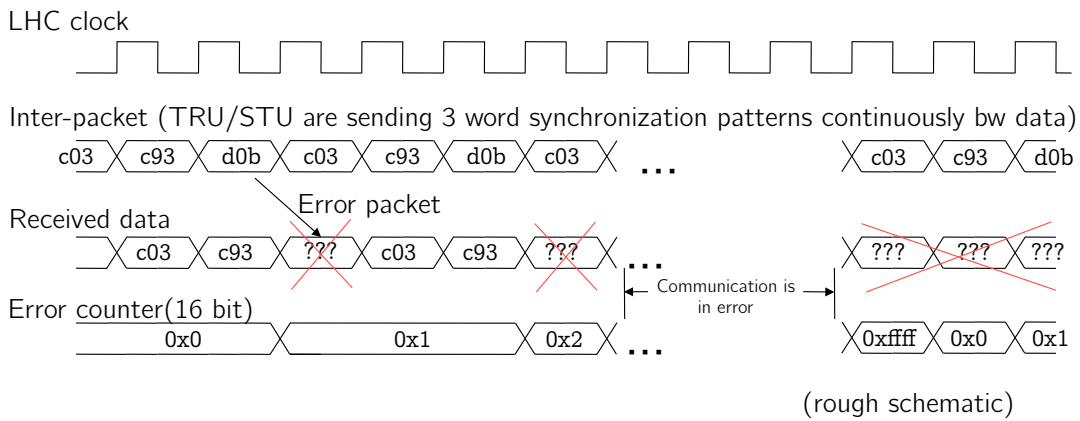 LHC clock
Inter-packet (TRU/STU are sending 3 word synchronization patterns continuously bw data)
c03 c93 d0b c03 c93 d0b c03 ... c03 c93 d0b
Error packet
Received data
c03 c93 ??? c03 c93 ??? ... ??? ??? ???
Communication is
in error
Error counter(16 bit)
0x0 0x1 0x2 ... 0xffff 0x0 0x1
(rough schematic)